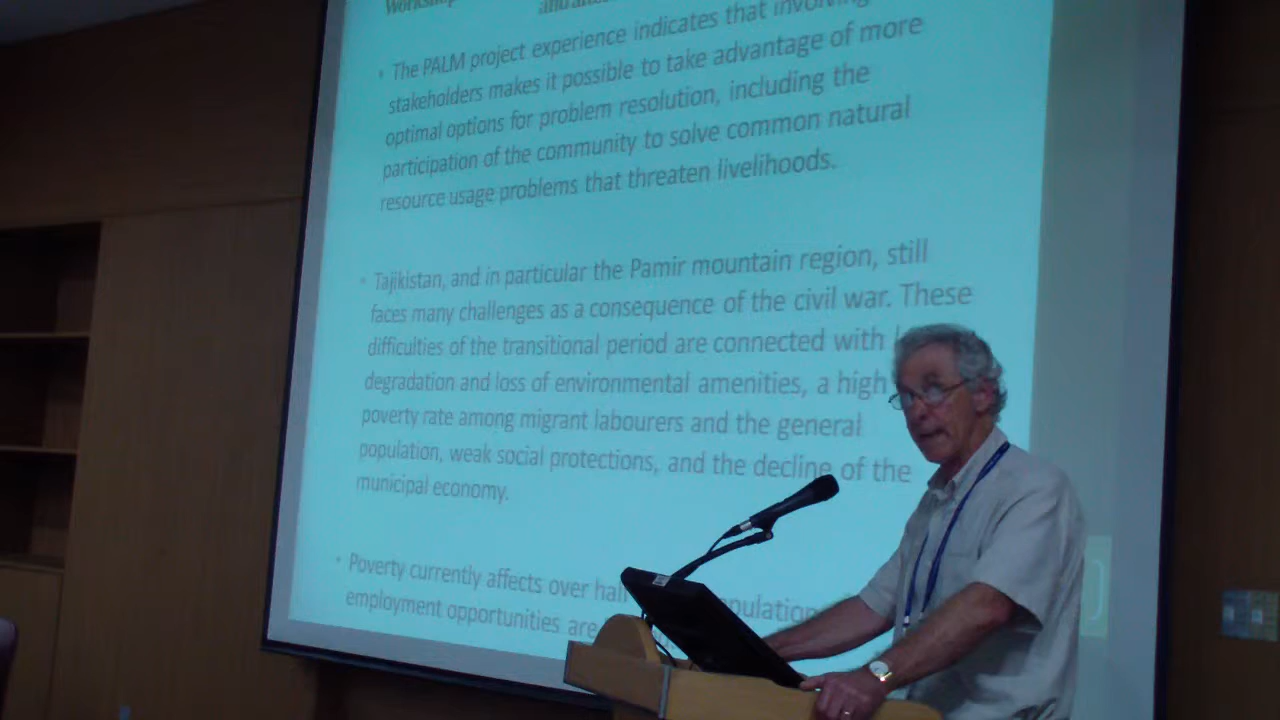 Workshop
• The PALM project experience indicates that involving
stakeholders makes it possible to take advantage of more
optimal options for problem resolution, including the
participation of the community to solve common natural
resource usage problems that threaten livelihoods.
• Tajikistan, and in particular the Pamir mountain region, still
faces many challenges as a consequence of the civil war. These
difficulties of the transitional period are connected with
degradation and loss of environmental amenities, a high
poverty rate among migrant labourers and the general
population, weak social protections, and the decline of the
municipal economy.
• Poverty currently affects over
employment opportunities are